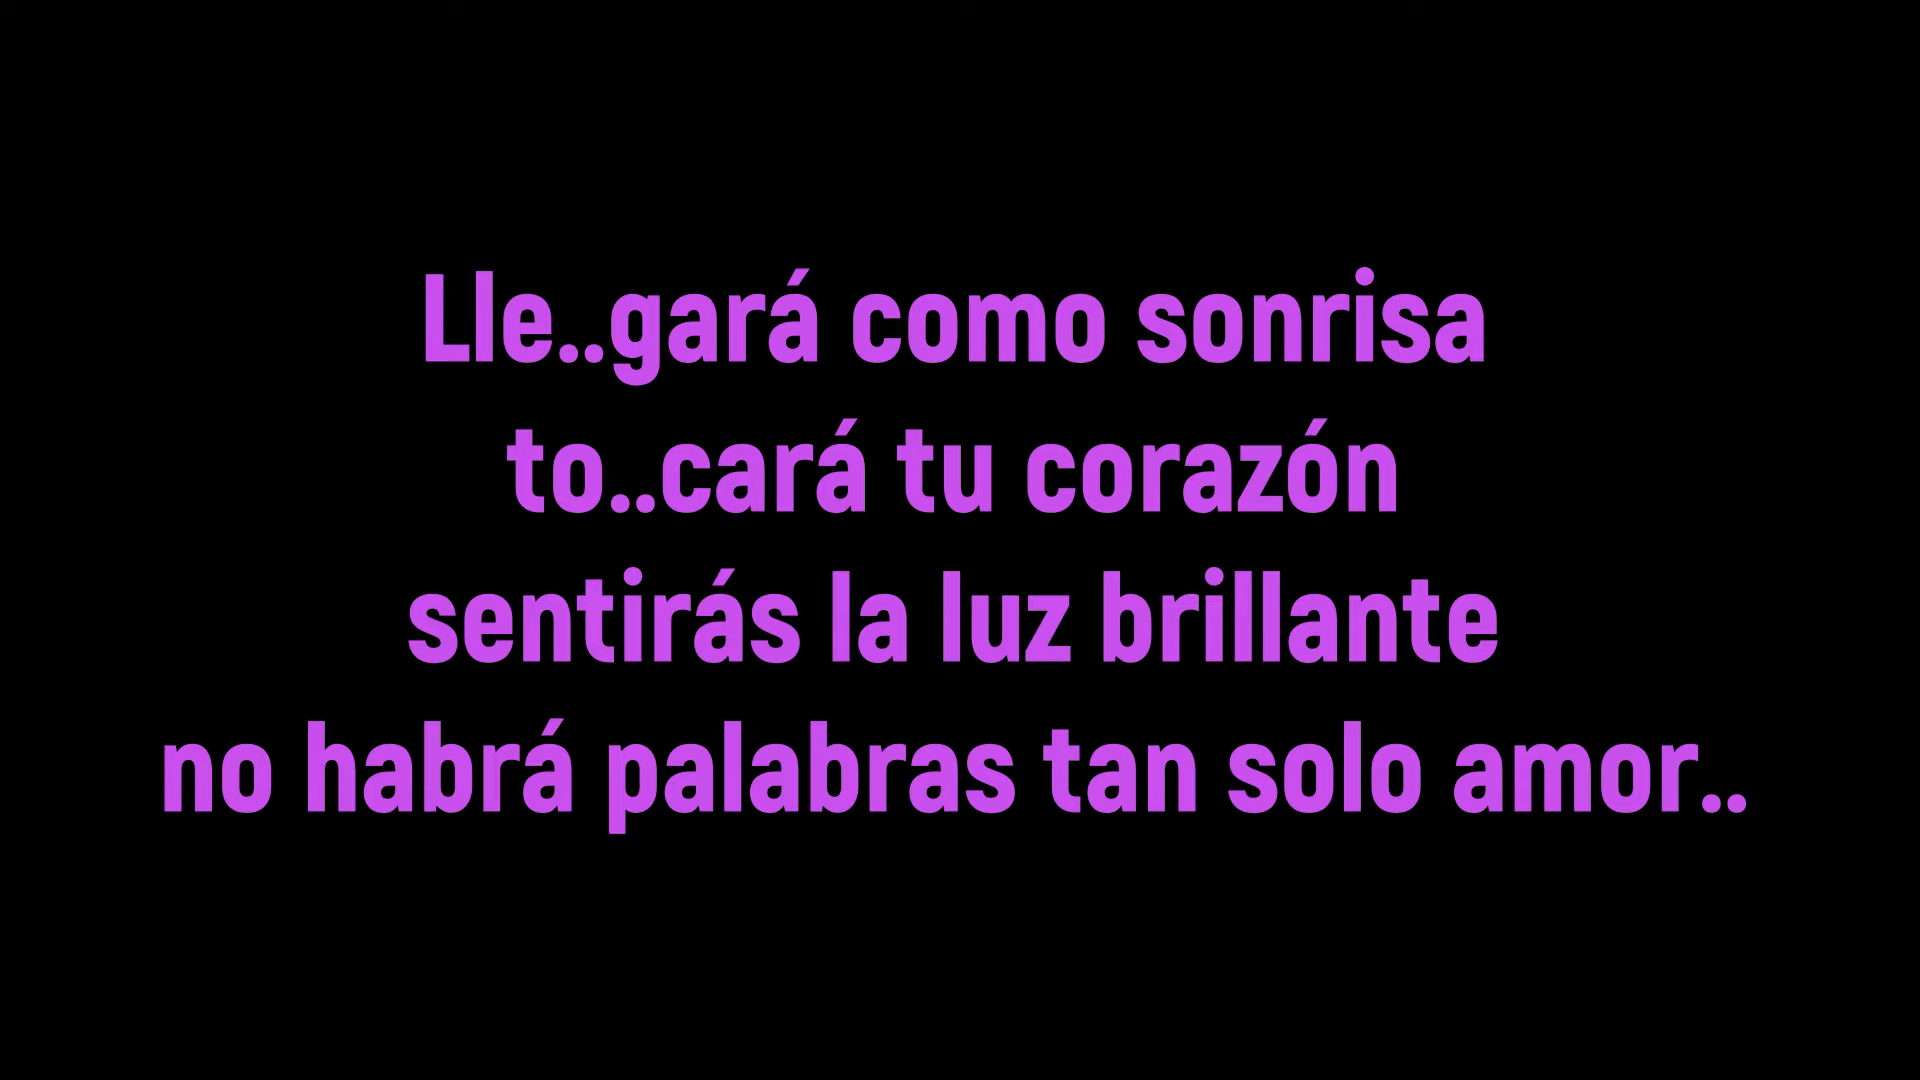 Lle..gará como sonrisa
to..cará tu corazón
sentirás la luz brillante
no habrá palabras tan solo amor..